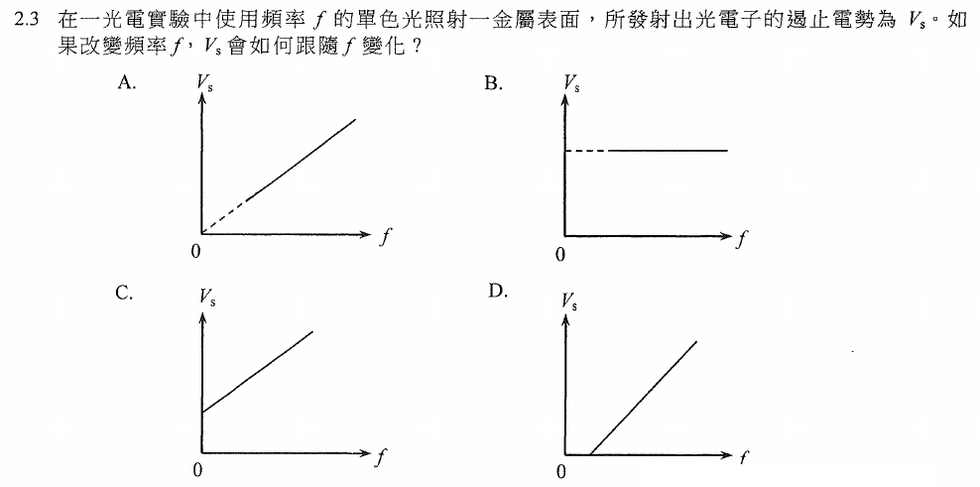 2.3 在一光電實驗中使用頻率 f 的單色光照射一金屬表面，所發射出光電子的遏止電勢為 Vs。如
果改變頻率 f，Vs 會如何跟隨 f 變化？
A.
Vs
f
0
B.
Vs
f
0
C.
Vs
f
0
D.
Vs
f
0